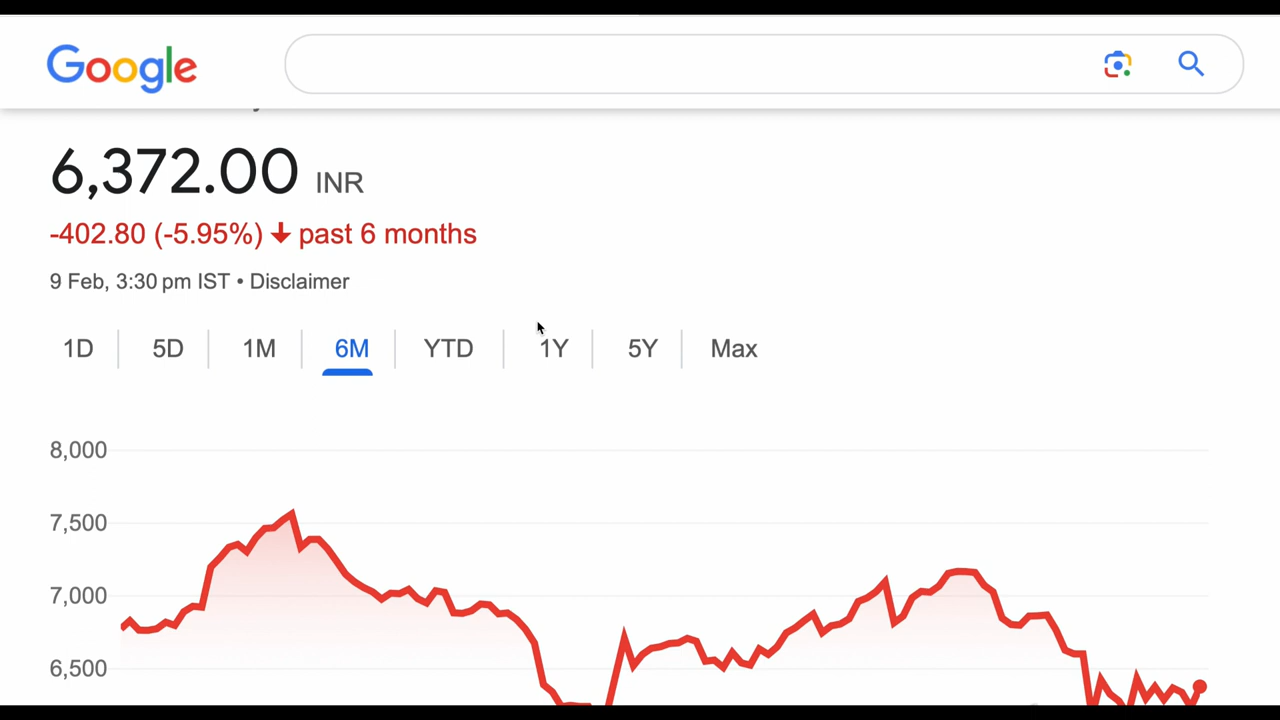 Google
6,372.00 INR
-402.80 (-5.95%) ↓ past 6 months
9 Feb, 3:30 pm IST • Disclaimer
1D 5D 1M 6M YTD 1Y 5Y Max
8,000
7,500
7,000
6,500